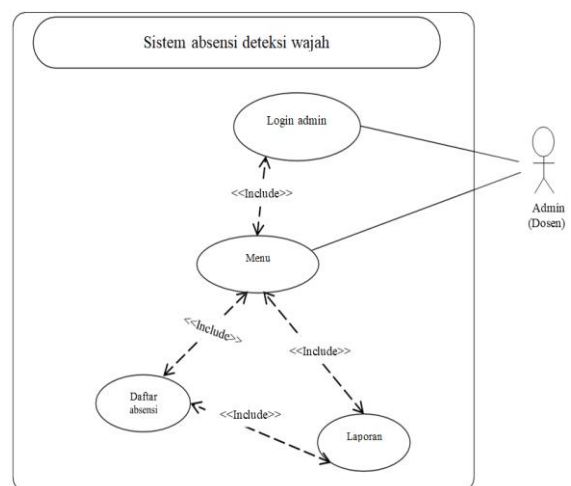 Sistem absensi deteksi wajah
Login admin
<<Include>>
Admin
(Dosen)
Menu
<<Include>>
<<Include>>
Daftar
absensi
<<Include>>
Laporan